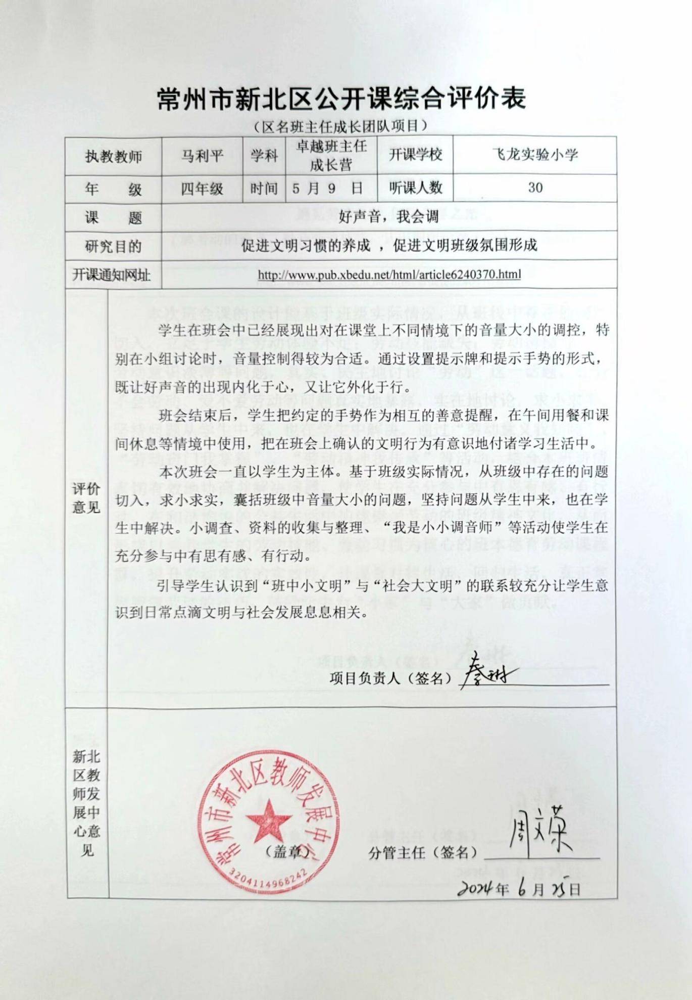 常州市新北区公开课综合评价表
（区名班主任成长团队项目）
执教教师 马利平 学科 卓越班主任成长营 开课学校 飞龙实验小学
年 级 四年级 时间 5 月 9 日 听课人数 30
课 题 好声音，我会调
研究目的 促进文明习惯的养成 ，促进文明班级氛围形成
开课通知网址 http://www.pub.xbedu.net/html/article6240370.html
评价意见
学生在班会中已经展现出对在课堂上不同情境下的音量大小的调控，特
别在小组讨论时，音量控制得较为合适。通过设置提示牌和提示手势的形式，
既让好声音的出现内化于心，又让它外化于行。
班会结束后，学生把约定的手势作为相互的善意提醒，在午间用餐和课
间休息等情境中使用，把在班会上确认的文明行为有意识地付诸学习生活中。
本次班会一直以学生为主体。基于班级实际情况，从班级中存在的问题
切入，求小求实，囊括班级中音量大小的问题，坚持问题从学生中来，也在学
生中解决。小调查、资料的收集与整理、“我是小小调音师”等活动使学生在
充分参与中有思有感、有行动。
引导学生认识到“班中小文明”与“社会大文明”的联系较充分让学生意
识到日常点滴文明与社会发展息息相关。
项目负责人（签名）秦琳
新北区教师发展中心意见
常州市新北区教师发展中心
（盖章）
3204114968242
分管主任（签名）周文荣
2024年 6 月 25日